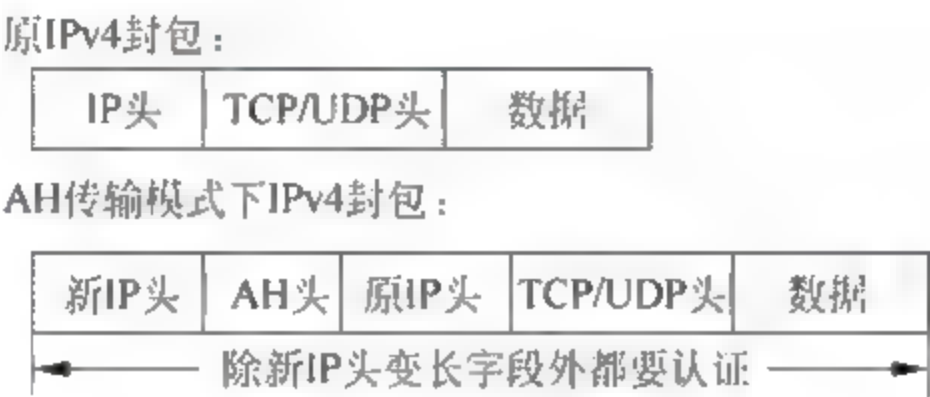 原IPv4封包：
IP头 TCP/UDP头 数据
AH传输模式下IPv4封包：
新IP头 AH头 原IP头 TCP/UDP头 数据
除新IP头变长字段外都要认证